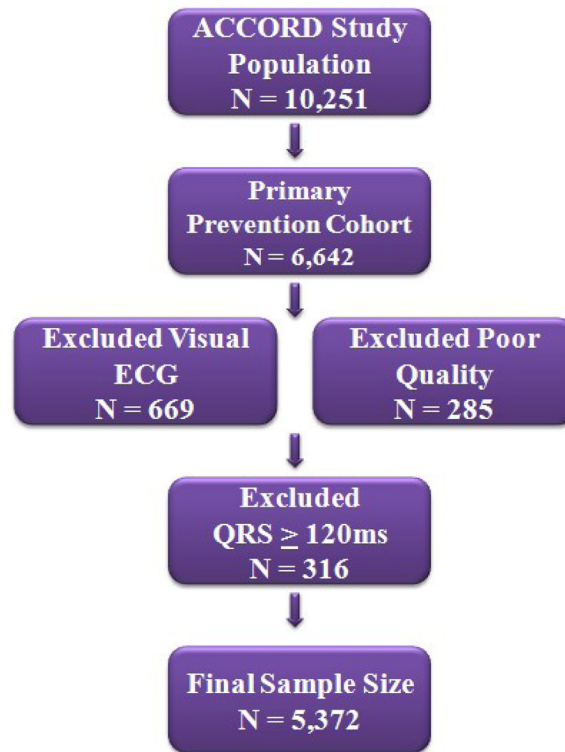 ACCORD Study
Population
N = 10,251
Primary
Prevention Cohort
N = 6,642
Excluded Visual
ECG
N = 669
Excluded Poor
Quality
N = 285
Excluded
QRS ≥ 120ms
N = 316
Final Sample Size
N = 5,372